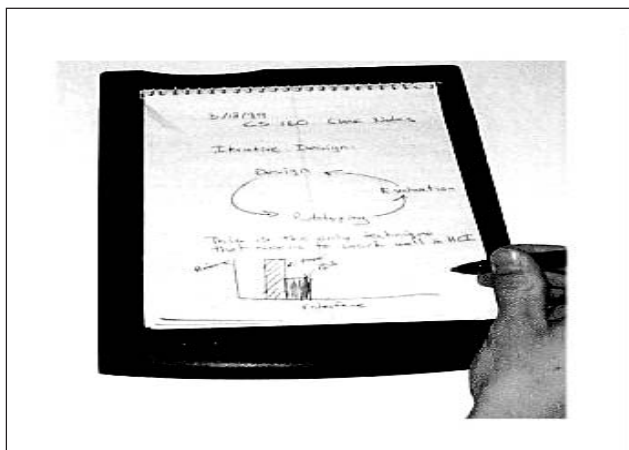 CS 160 Class Notes
Iterative Design
Design
Evaluation
Prototyping
This is the only technique
that seems to work well in HCI
Interface